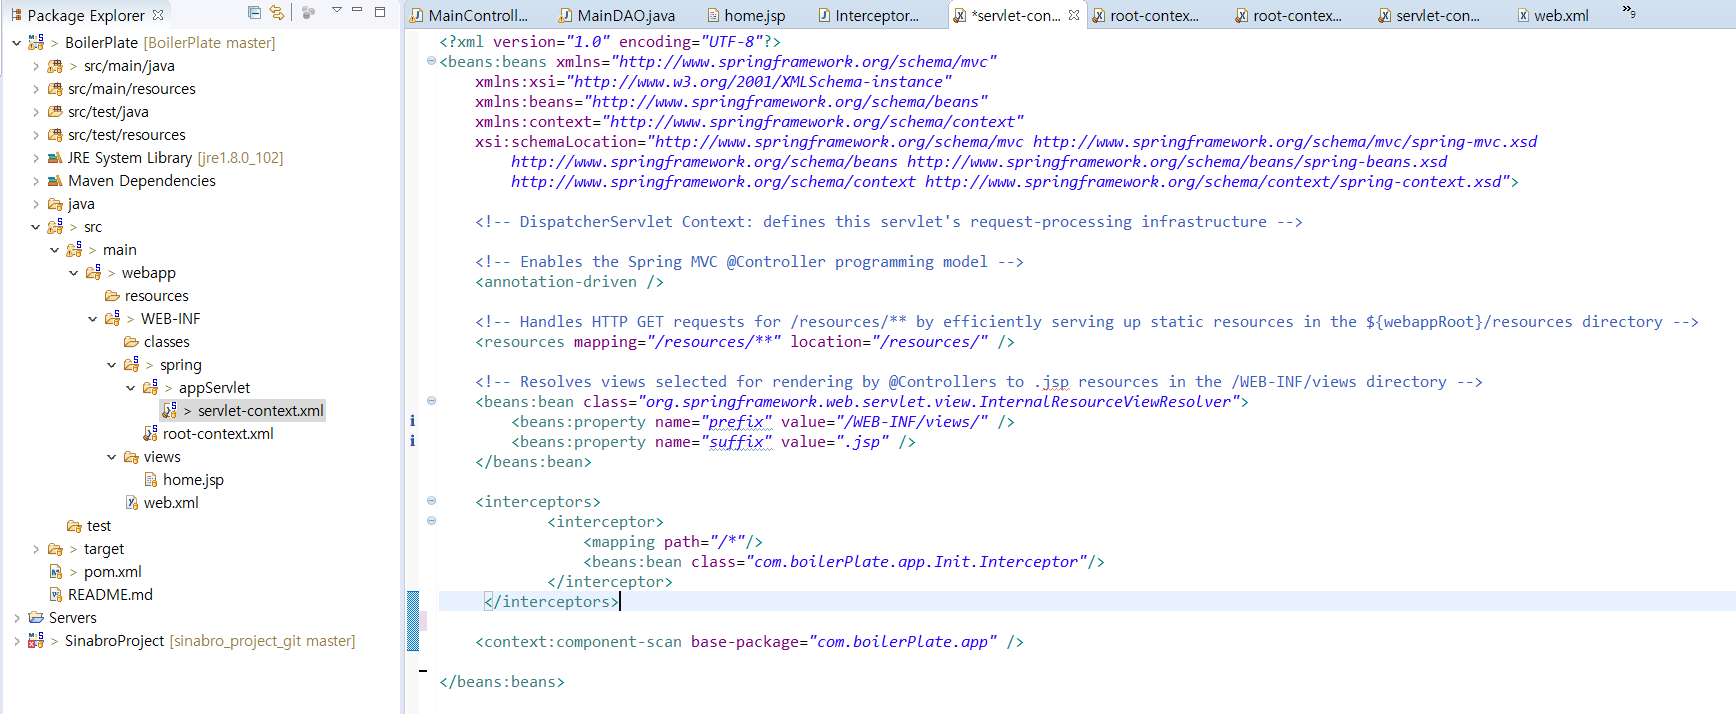 Package Explorer
BoilerPlate [BoilerPlate master]
src/main/java
src/main/resources
src/test/java
src/test/resources
JRE System Library [jre1.8.0_102]
Maven Dependencies
java
src
main
webapp
resources
WEB-INF
classes
spring
appServlet
servlet-context.xml
root-context.xml
views
home.jsp
web.xml
test
target
pom.xml
README.md
Servers
SinabroProject [sinabro_project_git master]
MainControll... MainDAO.java home.jsp Interceptor... *servlet-con... root-contex... root-contex... servlet-con... web.xml »9
<?xml version="1.0" encoding="UTF-8"?>
<beans:beans xmlns="http://www.springframework.org/schema/mvc"
xmlns:xsi="http://www.w3.org/2001/XMLSchema-instance"
xmlns:beans="http://www.springframework.org/schema/beans"
xmlns:context="http://www.springframework.org/schema/context"
xsi:schemaLocation="http://www.springframework.org/schema/mvc http://www.springframework.org/schema/mvc/spring-mvc.xsd
http://www.springframework.org/schema/beans http://www.springframework.org/schema/beans/spring-beans.xsd
http://www.springframework.org/schema/context http://www.springframework.org/schema/context/spring-context.xsd">
<!-- DispatcherServlet Context: defines this servlet's request-processing infrastructure -->
<!-- Enables the Spring MVC @Controller programming model -->
<annotation-driven />
<!-- Handles HTTP GET requests for /resources/** by efficiently serving up static resources in the ${webappRoot}/resources directory -->
<resources mapping="/resources/**" location="/resources/" />
<!-- Resolves views selected for rendering by @Controllers to .jsp resources in the /WEB-INF/views directory -->
<beans:bean class="org.springframework.web.servlet.view.InternalResourceViewResolver">
<beans:property name="prefix" value="/WEB-INF/views/" />
<beans:property name="suffix" value=".jsp" />
</beans:bean>
<interceptors>
<interceptor>
<mapping path="/*"/>
<beans:bean class="com.boilerPlate.app.Init.Interceptor"/>
</interceptor>
</interceptors>
<context:component-scan base-package="com.boilerPlate.app" />
</beans:beans>